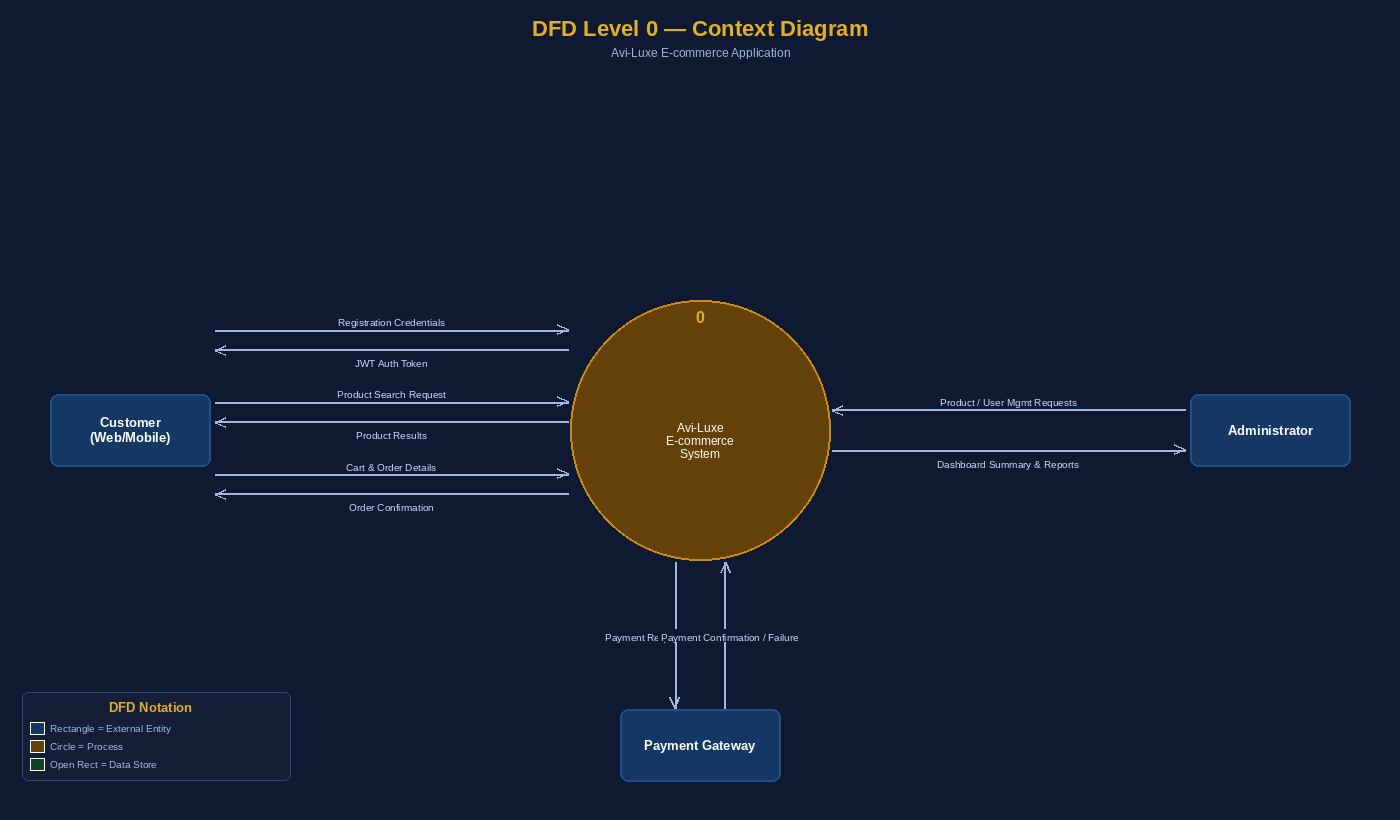 DFD Level 0 — Context Diagram
Avi-Luxe E-commerce Application
Registration Credentials
JWT Auth Token
Product Search Request
Product Results
Cart & Order Details
Order Confirmation
Customer
(Web/Mobile)
0
Avi-Luxe
E-commerce
System
Product / User Mgmt Requests
Dashboard Summary & Reports
Administrator
Payment
Payment Confirmation / Failure
Payment Gateway
DFD Notation
Rectangle = External Entity
Circle = Process
Open Rect = Data Store